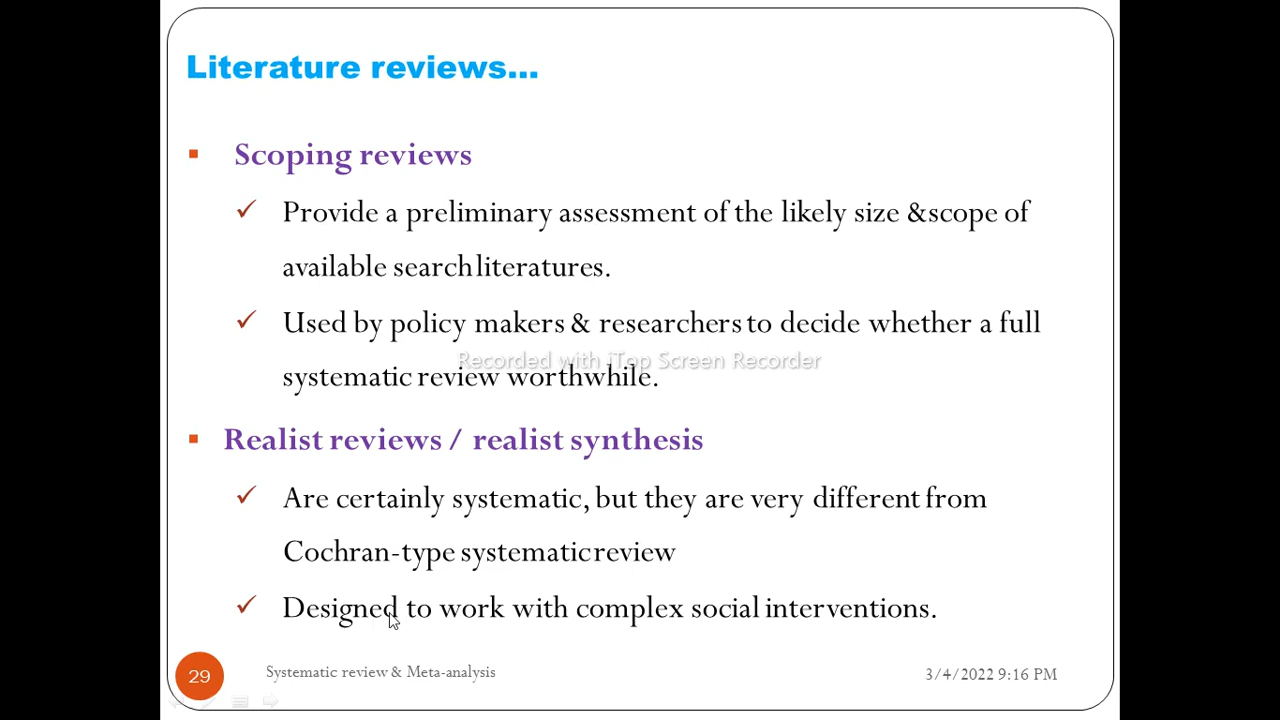 Literature reviews...
Scoping reviews
Provide a preliminary assessment of the likely size &scope of
available search literatures.
Used by policy makers & researchers to decide whether a full
Recorded with iTop Screen Recorder
systematic review worthwhile.
Realist reviews / realist synthesis
Are certainly systematic, but they are very different from
Cochran-type systematic review
Designed to work with complex social interventions.
29
Systematic review & Meta-analysis
3/4/2022 9:16 PM